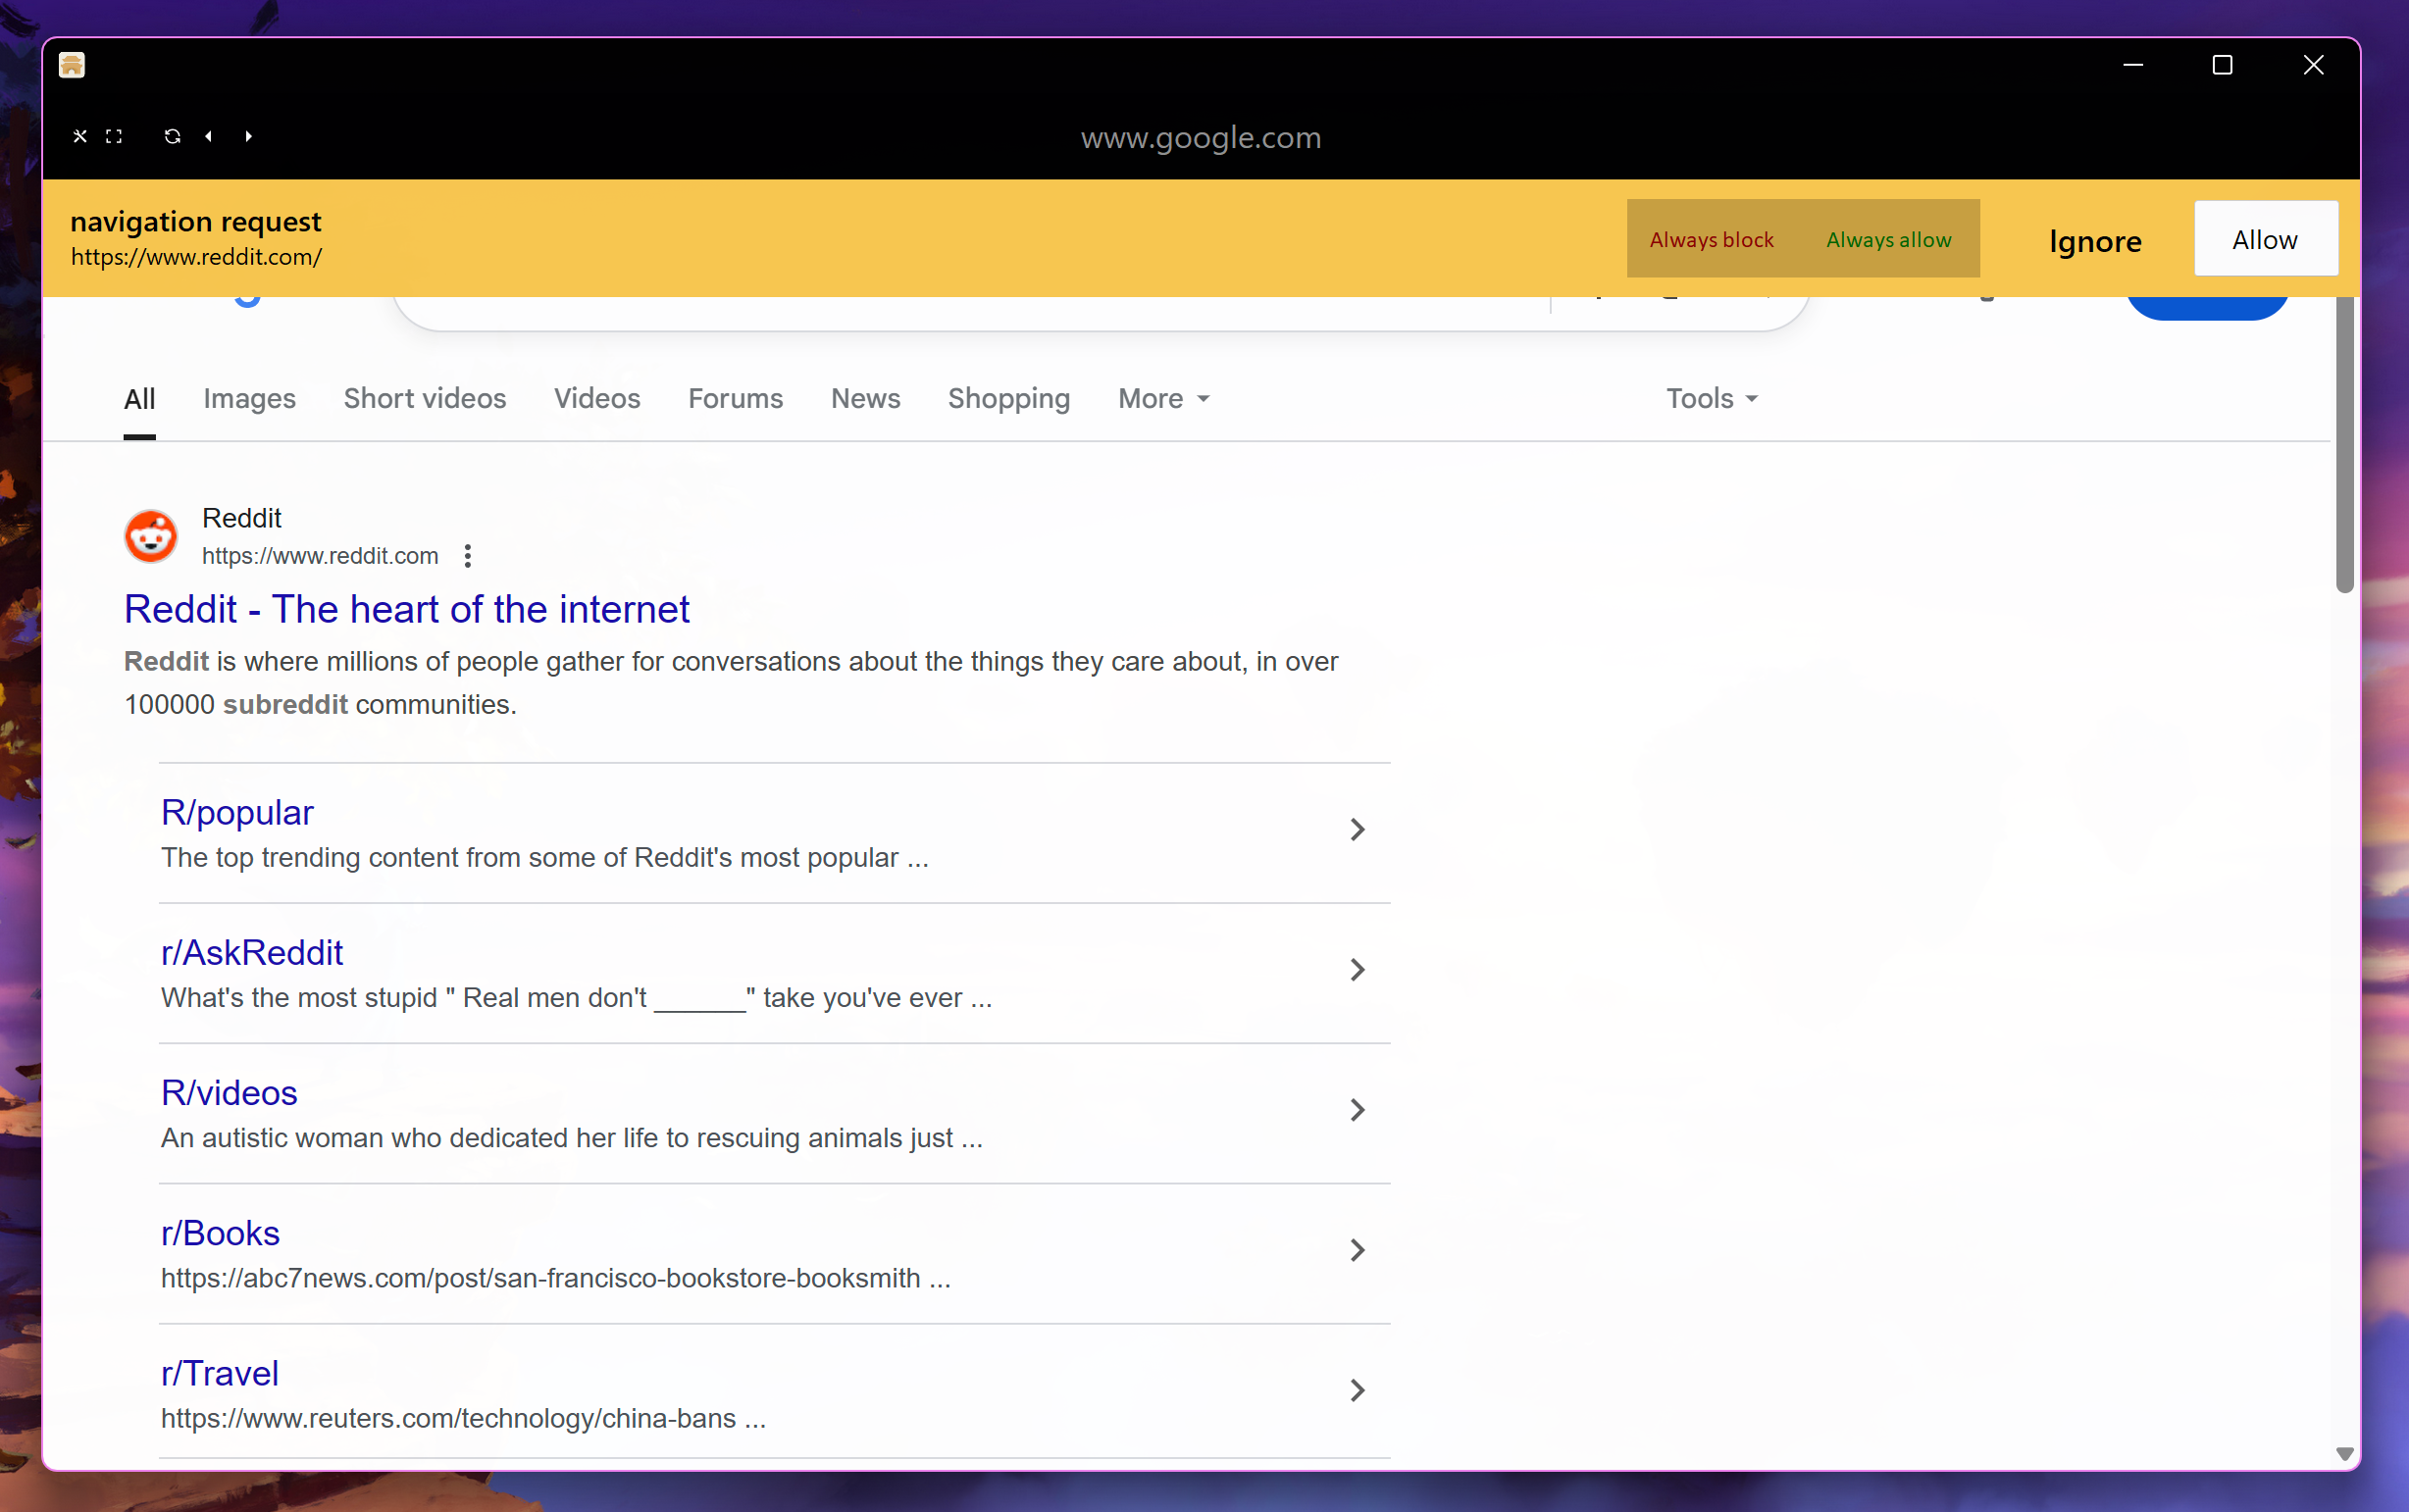 www.google.com
navigation request
https://www.reddit.com/
Always block
Always allow
Ignore
Allow
All
Images
Short videos
Videos
Forums
News
Shopping
More
Tools
Reddit
https://www.reddit.com
Reddit - The heart of the internet
Reddit is where millions of people gather for conversations about the things they care about, in over
100000 subreddit communities.
R/popular
The top trending content from some of Reddit's most popular ...
r/AskReddit
What's the most stupid " Real men don't ______" take you've ever ...
R/videos
An autistic woman who dedicated her life to rescuing animals just ...
r/Books
https://abc7news.com/post/san-francisco-bookstore-booksmith ...
r/Travel
https://www.reuters.com/technology/china-bans ...